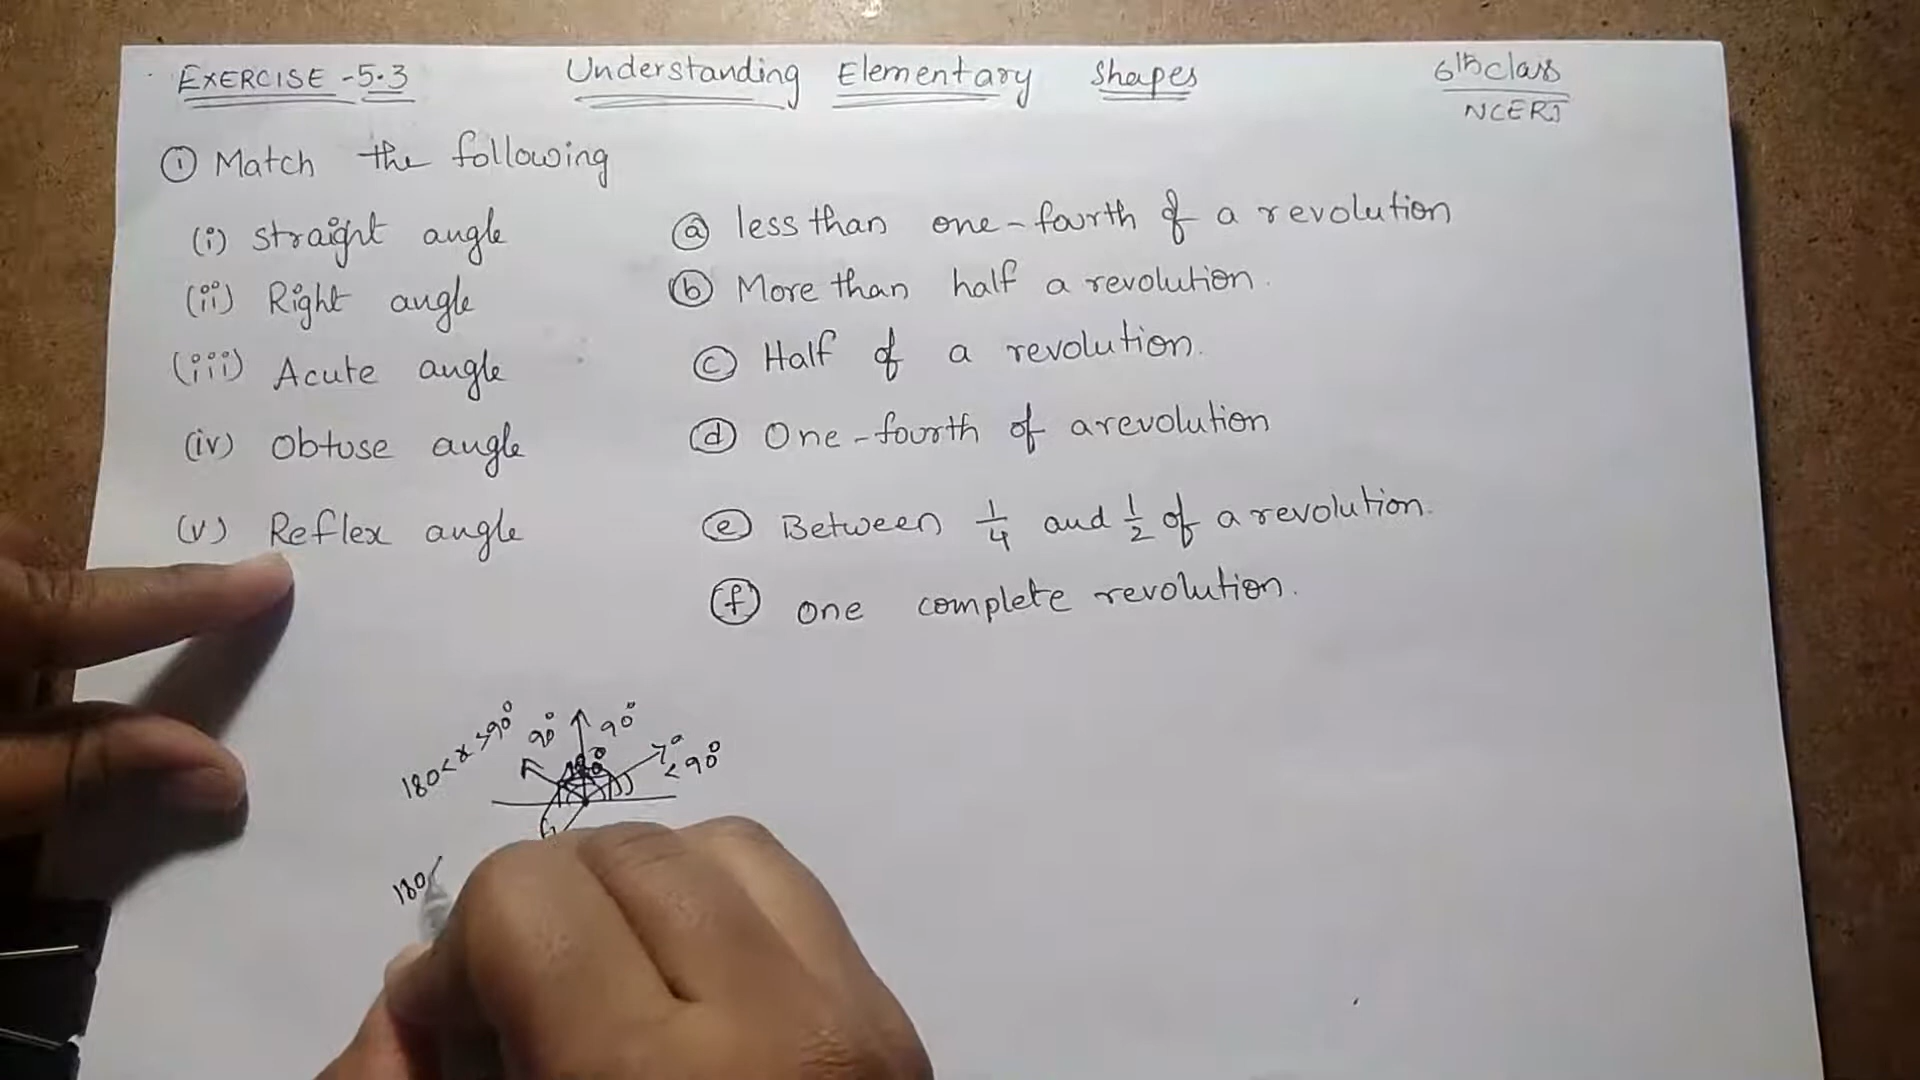 EXERCISE - 5.3 Understanding Elementary Shapes 6th class
NCERT
① Match the following
(i) straight angle ⓐ less than one-fourth of a revolution
(ii) Right angle ⓑ More than half a revolution.
(iii) Acute angle ⓒ Half of a revolution.
(iv) Obtuse angle ⓓ One-fourth of a revolution
(v) Reflex angle ⓔ Between 1/4 and 1/2 of a revolution.
ⓕ one complete revolution.
180<x>90° 90° 90°
<90°
180<